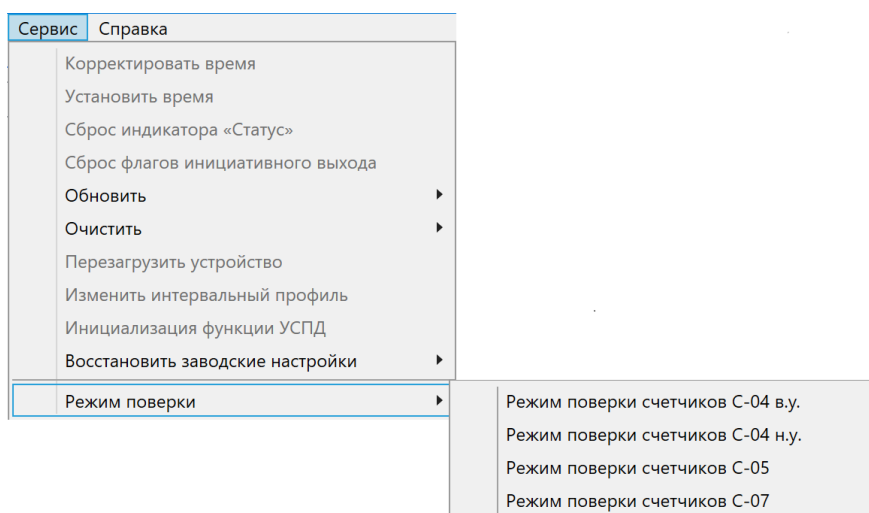 Сервис Справка
Корректировать время
Установить время
Сброс индикатора «Статус»
Сброс флагов инициативного выхода
Обновить
Очистить
Перезагрузить устройство
Изменить интервальный профиль
Инициализация функции УСПД
Восстановить заводские настройки
Режим поверки
Режим поверки счетчиков С-04 в.у.
Режим поверки счетчиков С-04 н.у.
Режим поверки счетчиков С-05
Режим поверки счетчиков С-07